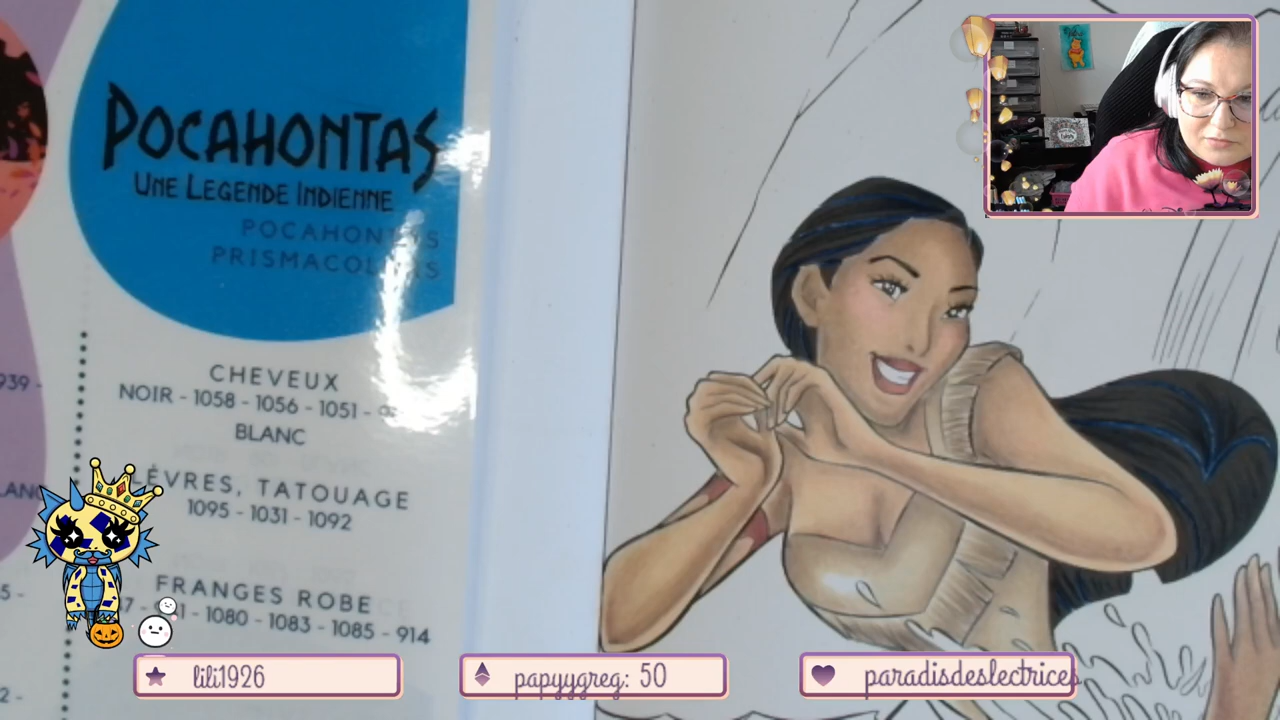 POCAHONTAS
UNE LEGENDE INDIENNE
POCAHONTAS
PRISMACOLORS
939 -
CHEVEUX
NOIR - 1058 - 1056 - 1051 -
BLANC
LÈVRES, TATOUAGE
1095 - 1031 - 1092
FRANGES ROBE
- 1080 - 1083 - 1085 - 914
lili1926
papyygreg: 50
paradisdeslectrices